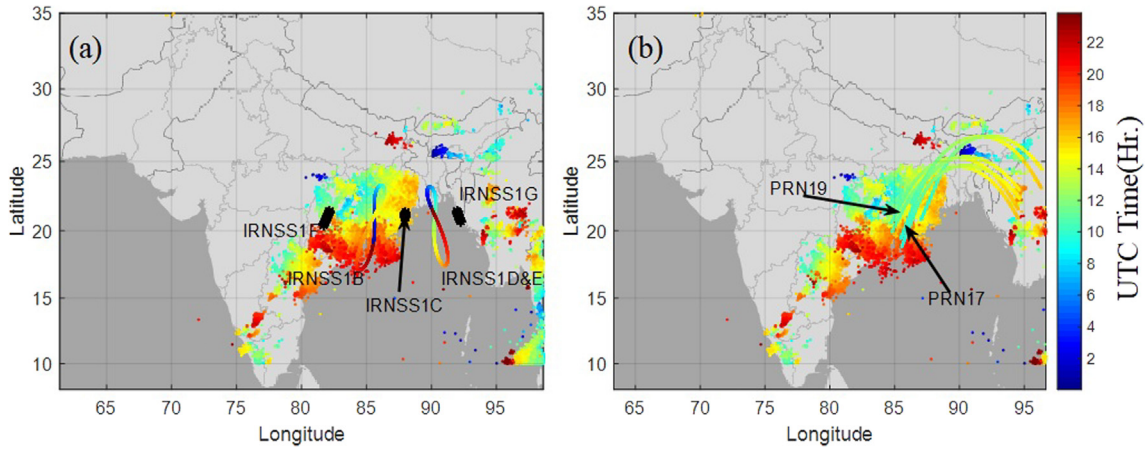 (a)
35
30
25
20
15
10
Latitude
65 70 75 80 85 90 95
Longitude
IRNSS1G
IRNSS1F
IRNSS1B
IRNSS1D&E
IRNSS1C
(b)
35
30
25
20
15
10
Latitude
65 70 75 80 85 90 95
Longitude
PRN19
PRN17
22
20
18
16
14
12
10
8
6
4
2
UTC Time(Hr.)